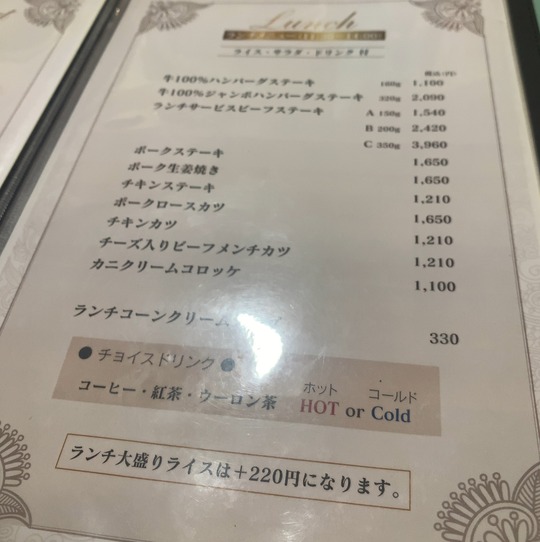 Lunch
ライス・サラダ・ドリンク 付
税込(円)
牛100%ハンバーグステーキ 160g 1,100
牛100%ジャンボハンバーグステーキ 320g 2,090
ランチサービスビーフステーキ A 150g 1,540
B 200g 2,420
C 350g 3,960
ポークステーキ 1,650
ポーク生姜焼き 1,650
チキンステーキ 1,210
ポークロースカツ 1,650
チキンカツ 1,210
チーズ入りビーフメンチカツ 1,210
カニクリームコロッケ 1,100
ランチコーンクリーム 330
● チョイスドリンク ●
ホット コールド
コーヒー・紅茶・ウーロン茶 HOT or Cold
ランチ大盛りライスは+220円になります。